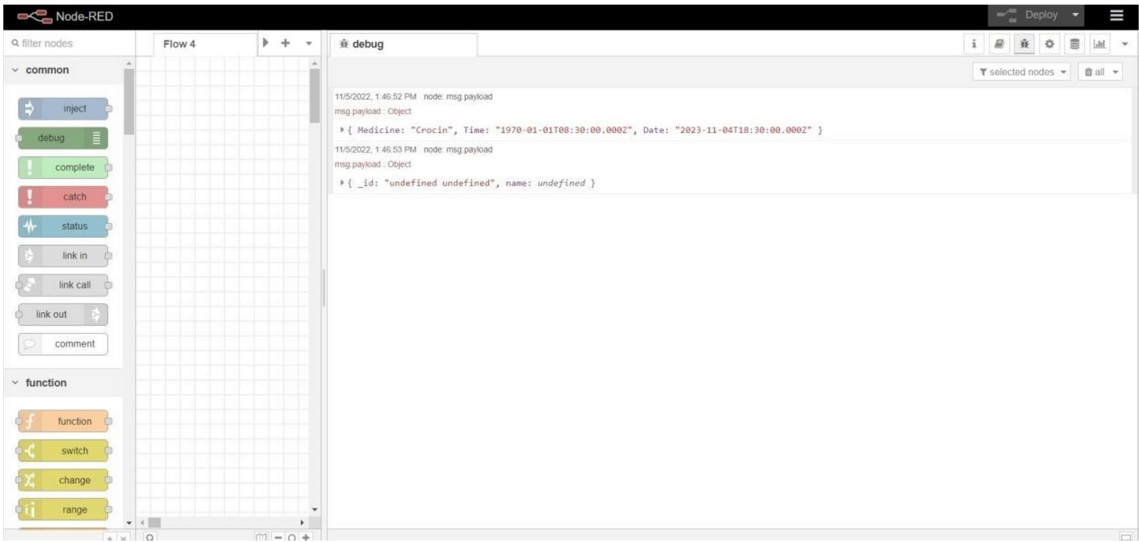 Node-RED
Deploy
filter nodes
Flow 4
debug
i
common
selected nodes
all
inject
debug
complete
catch
status
link in
link call
link out
comment
function
function
switch
change
range
11/5/2022, 1:46:52 PM node: msg.payload
msg.payload : Object
{ Medicine: "Crocin", Time: "1970-01-01T08:30:00.000Z", Date: "2023-11-04T18:30:00.000Z" }
11/5/2022, 1:46:53 PM node: msg.payload
msg.payload : Object
{ _id: "undefined undefined", name: undefined }